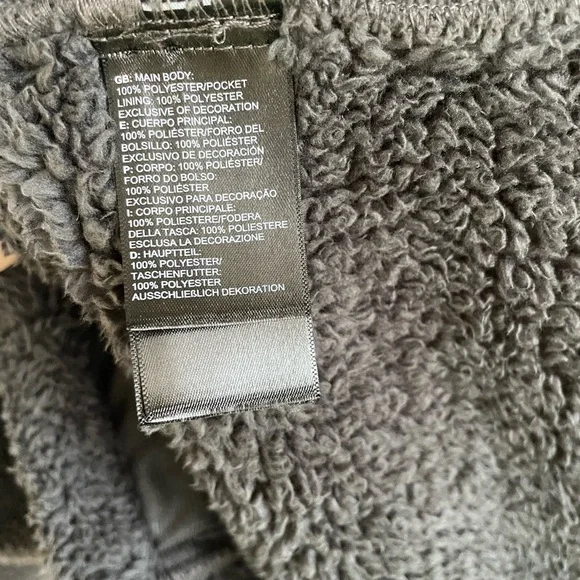 GB: MAIN BODY:
100% POLYESTER/POCKET
LINING: 100% POLYESTER
EXCLUSIVE OF DECORATION
E: CUERPO PRINCIPAL:
100% POLIÉSTER/FORRO DEL
BOLSILLO: 100% POLIÉSTER
EXCLUSIVO DE DECORACIÓN
P: CORPO: 100% POLIÉSTER/
FORRO DO BOLSO:
100% POLIÉSTER
EXCLUSIVO PARA DECORAÇÃO
I: CORPO PRINCIPALE:
100% POLIESTERE/FODERA
DELLA TASCA: 100% POLIESTERE
ESCLUSA LA DECORAZIONE
D: HAUPTTEIL:
100% POLYESTER/
TASCHENFUTTER:
100% POLYESTER
AUSSCHLIEßLICH DEKORATION